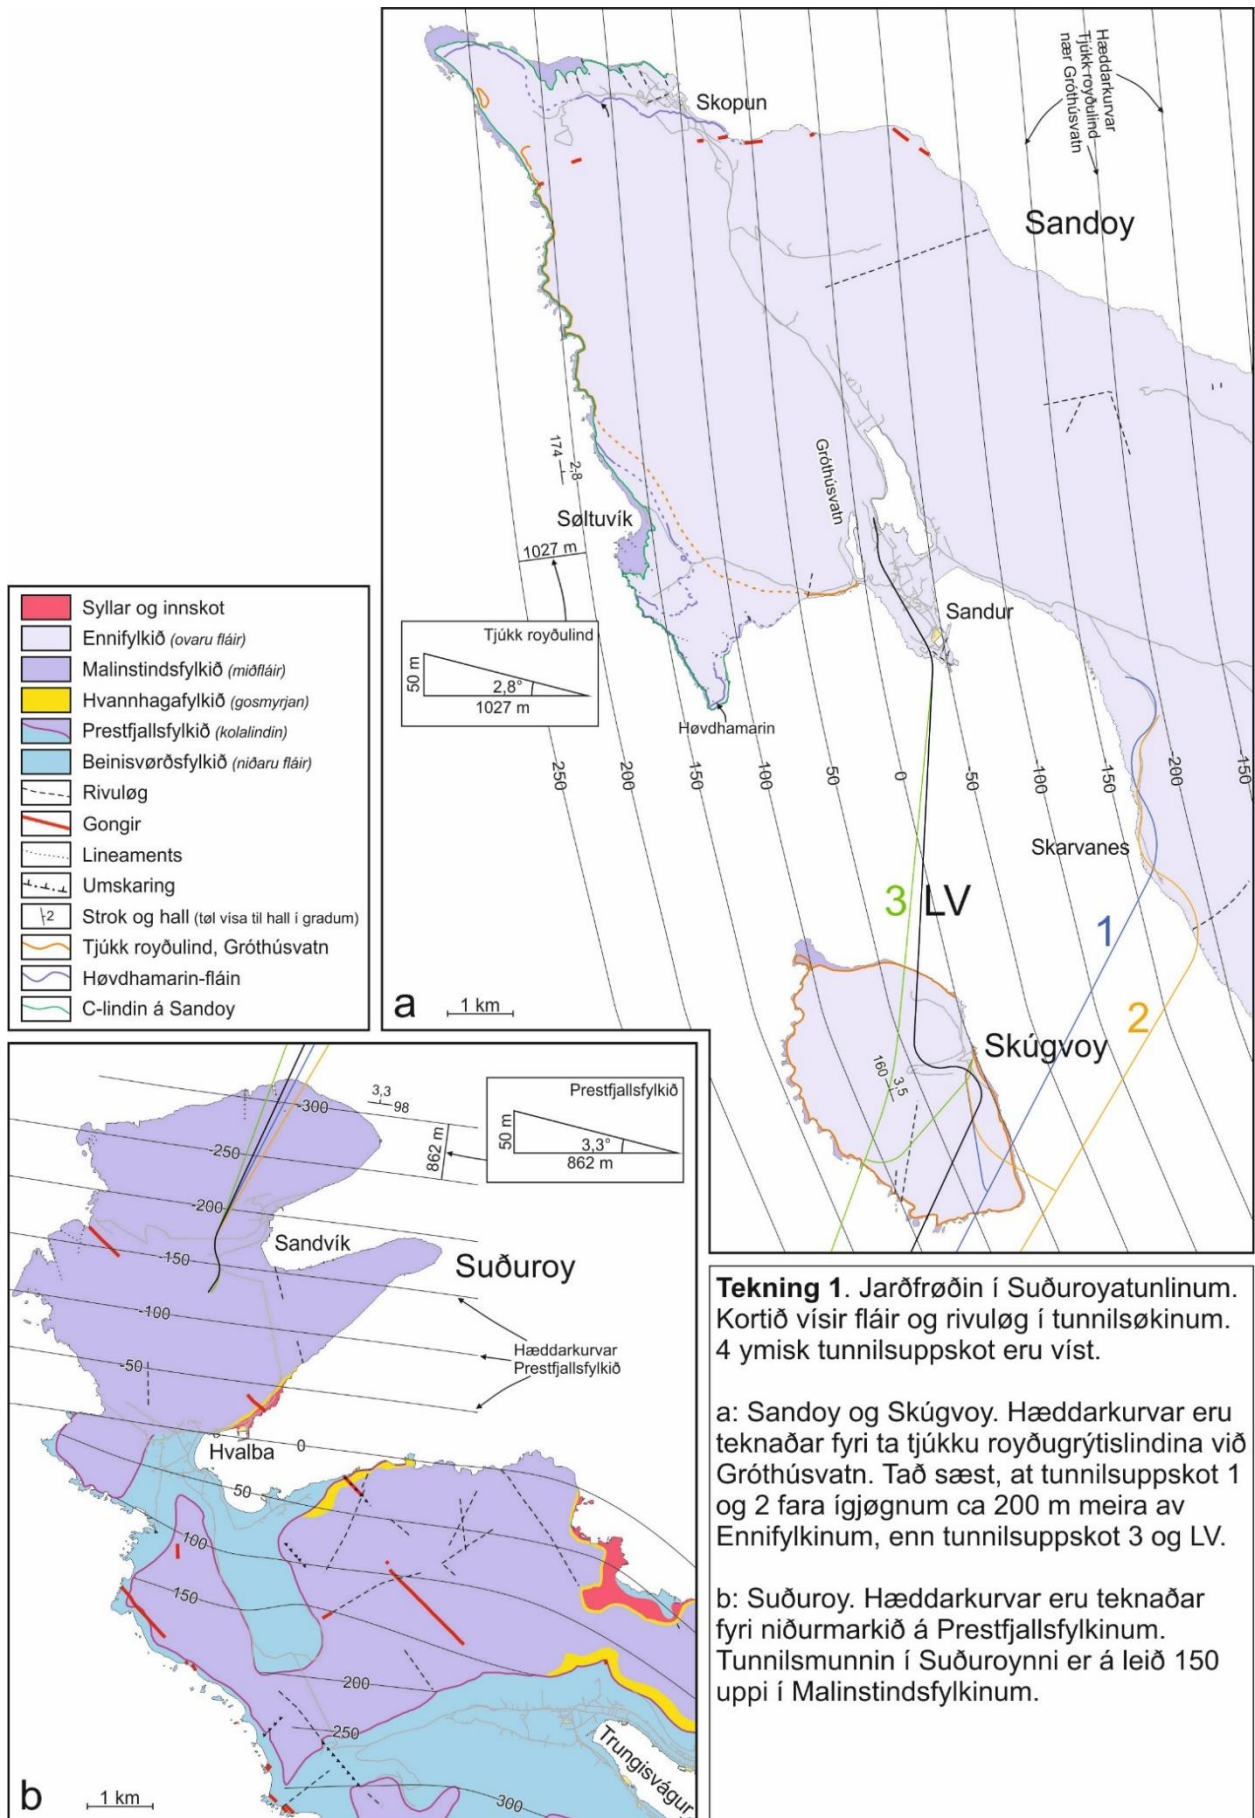 Hæddarkurvar
Tjúkk royðulind
nær Gróthúsvatn
Skopun
Sandoy
Gróthúsvatn
174
2,8
Søltuvík
1027 m
Sandur
Tjúkk royðulind
50 m
2,8°
1027 m
Høvdhamarin
250
200
150
100
50
0
-50
-100
-150
-200
-150
Skarvanes
3
LV
1
2
a
1 km
Skúgvoy
160
3,5
Syllar og innskot
Ennifylkið (ovaru fláir)
Malinstindsfylkið (miðfláir)
Hvannhagafylkið (gosmyrjan)
Prestfjallsfylkið (kolalindin)
Beinisvørðsfylkið (niðaru fláir)
Rivuløg
Gongir
Lineaments
Umskaring
2
Strok og hall (tøl vísa til hall í gradum)
Tjúkk royðulind, Gróthúsvatn
Høvdhamarin-fláin
C-lindin á Sandoy
3,3
98
-300
-250
862 m
Prestfjallsfylkið
50 m
3,3°
862 m
-200
Sandvík
-150
Suðuroy
-100
-50
Hæddarkurvar
Prestfjallsfylkið
Hvalba
0
50
100
150
200
250
300
Trungisvágur
b
1 km
Tekning 1. Jarðfrøðin í Suðuroyatunlinum.
Kortið vísir fláir og rivuløg í tunnilsøkinum.
4 ymisk tunnilsuppskot eru víst.
a: Sandoy og Skúgvoy. Hæddarkurvar eru
teknaðar fyri ta tjúkku royðugrýtislindina við
Gróthúsvatn. Tað sæst, at tunnilsuppskot 1
og 2 fara ígjøgnum ca 200 m meira av
Ennifylkinum, enn tunnilsuppskot 3 og LV.
b: Suðuroy. Hæddarkurvar eru teknaðar
fyri niðurmarkið á Prestfjallsfylkinum.
Tunnilsmunnin í Suðuroynni er á leið 150
uppi í Malinstindsfylkinum.